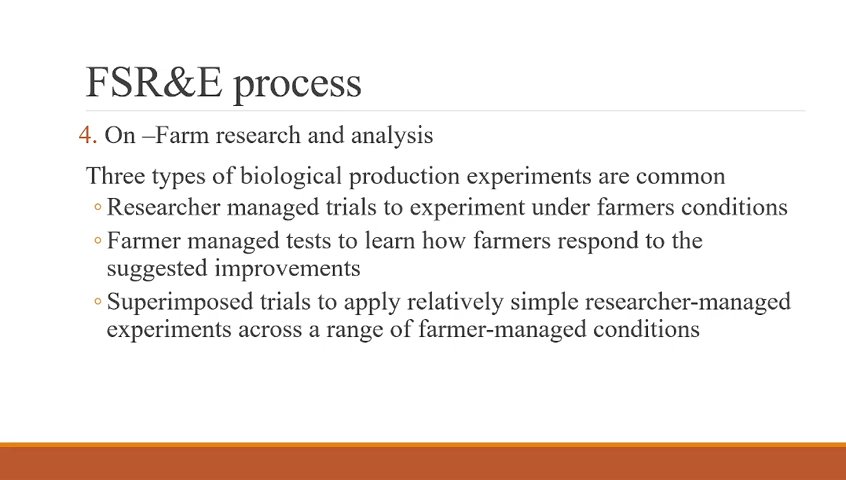 FSR&E process
4. On –Farm research and analysis
Three types of biological production experiments are common
◦Researcher managed trials to experiment under farmers conditions
◦Farmer managed tests to learn how farmers respond to the
suggested improvements
◦Superimposed trials to apply relatively simple researcher-managed
experiments across a range of farmer-managed conditions